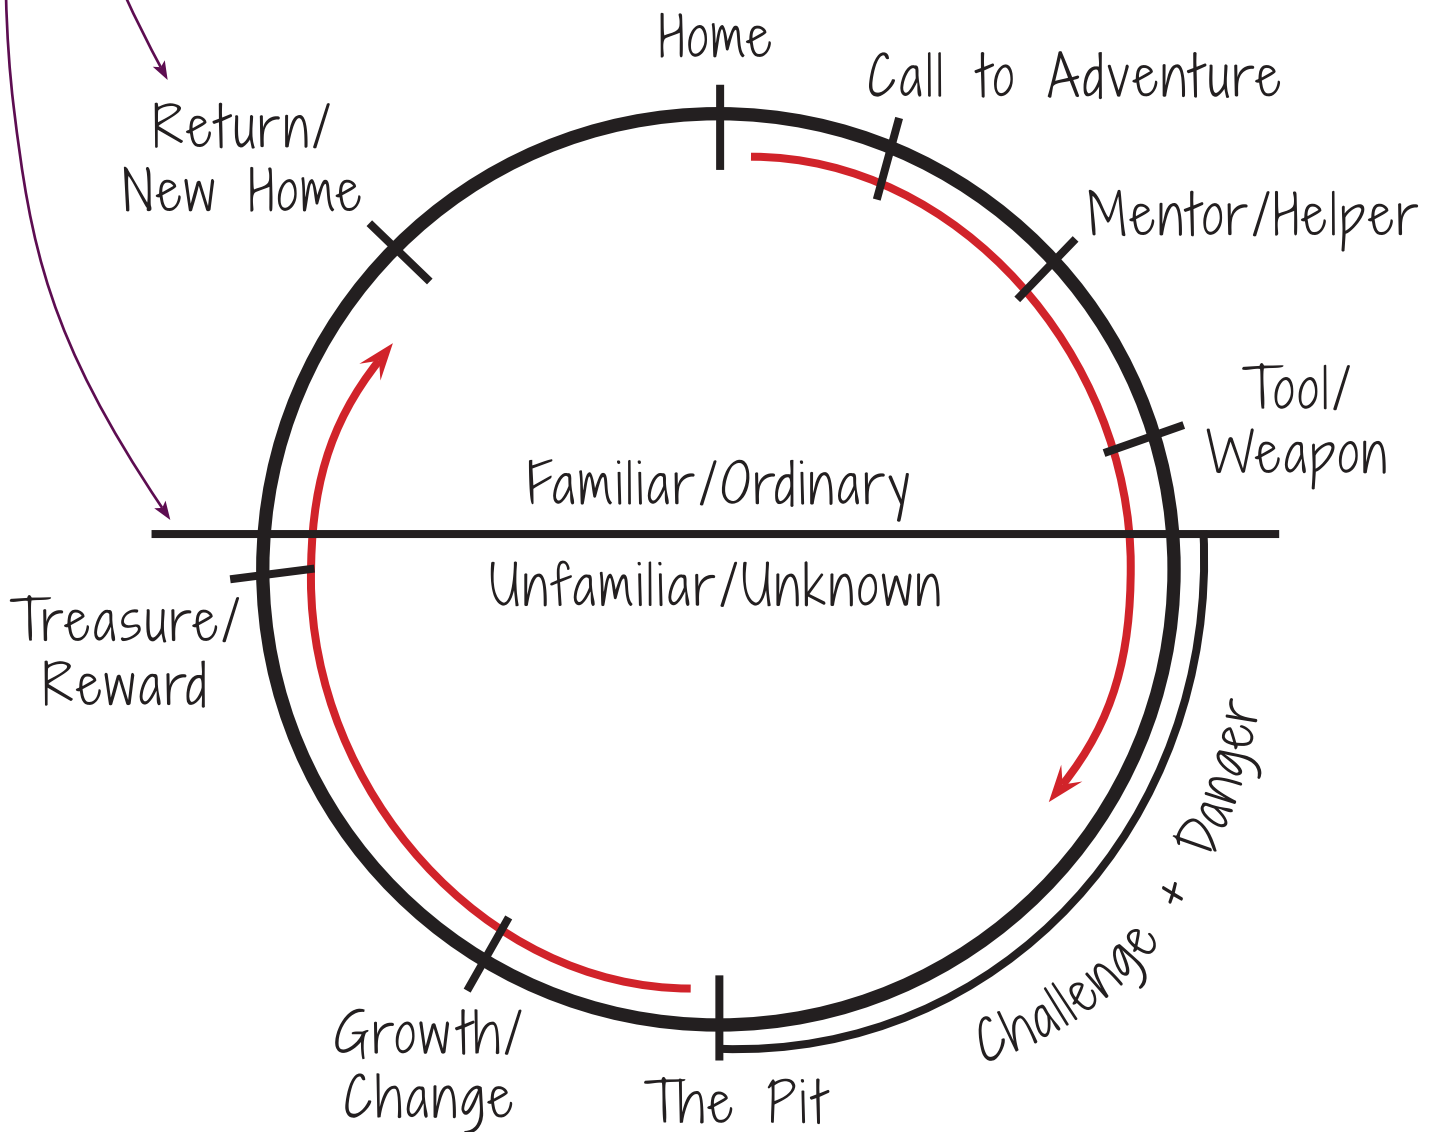 Home
Call to Adventure
Mentor/Helper
Tool/
Weapon
Return/
New Home
Familiar/Ordinary
Unfamiliar/Unknown
Treasure/
Reward
Challenge + Danger
Growth/
Change
The Pit